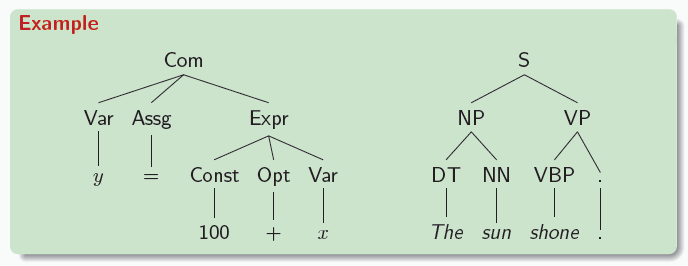 Example
Com S
Var Assg Expr NP VP
y = Const Opt Var DT NN VBP .
100 + x The sun shone .